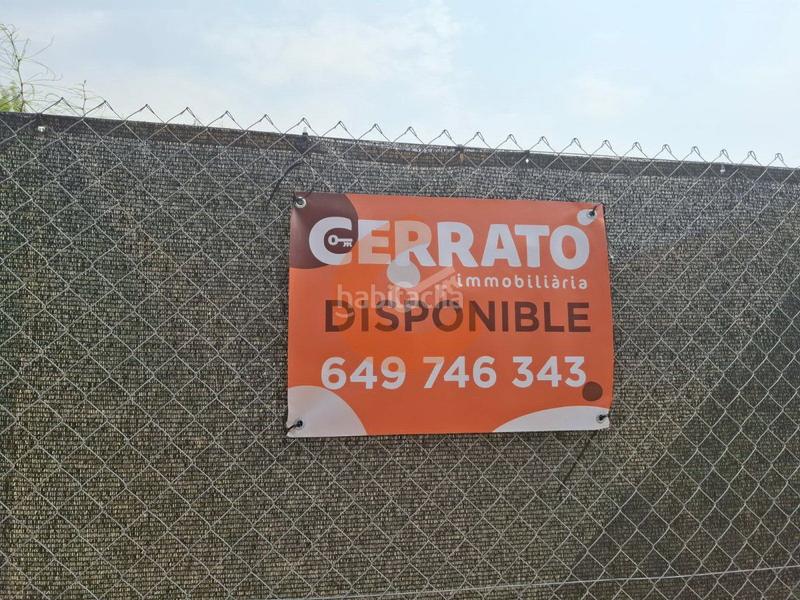 CERRATO
immobiliària
habitaclia
DISPONIBLE
649 746 343